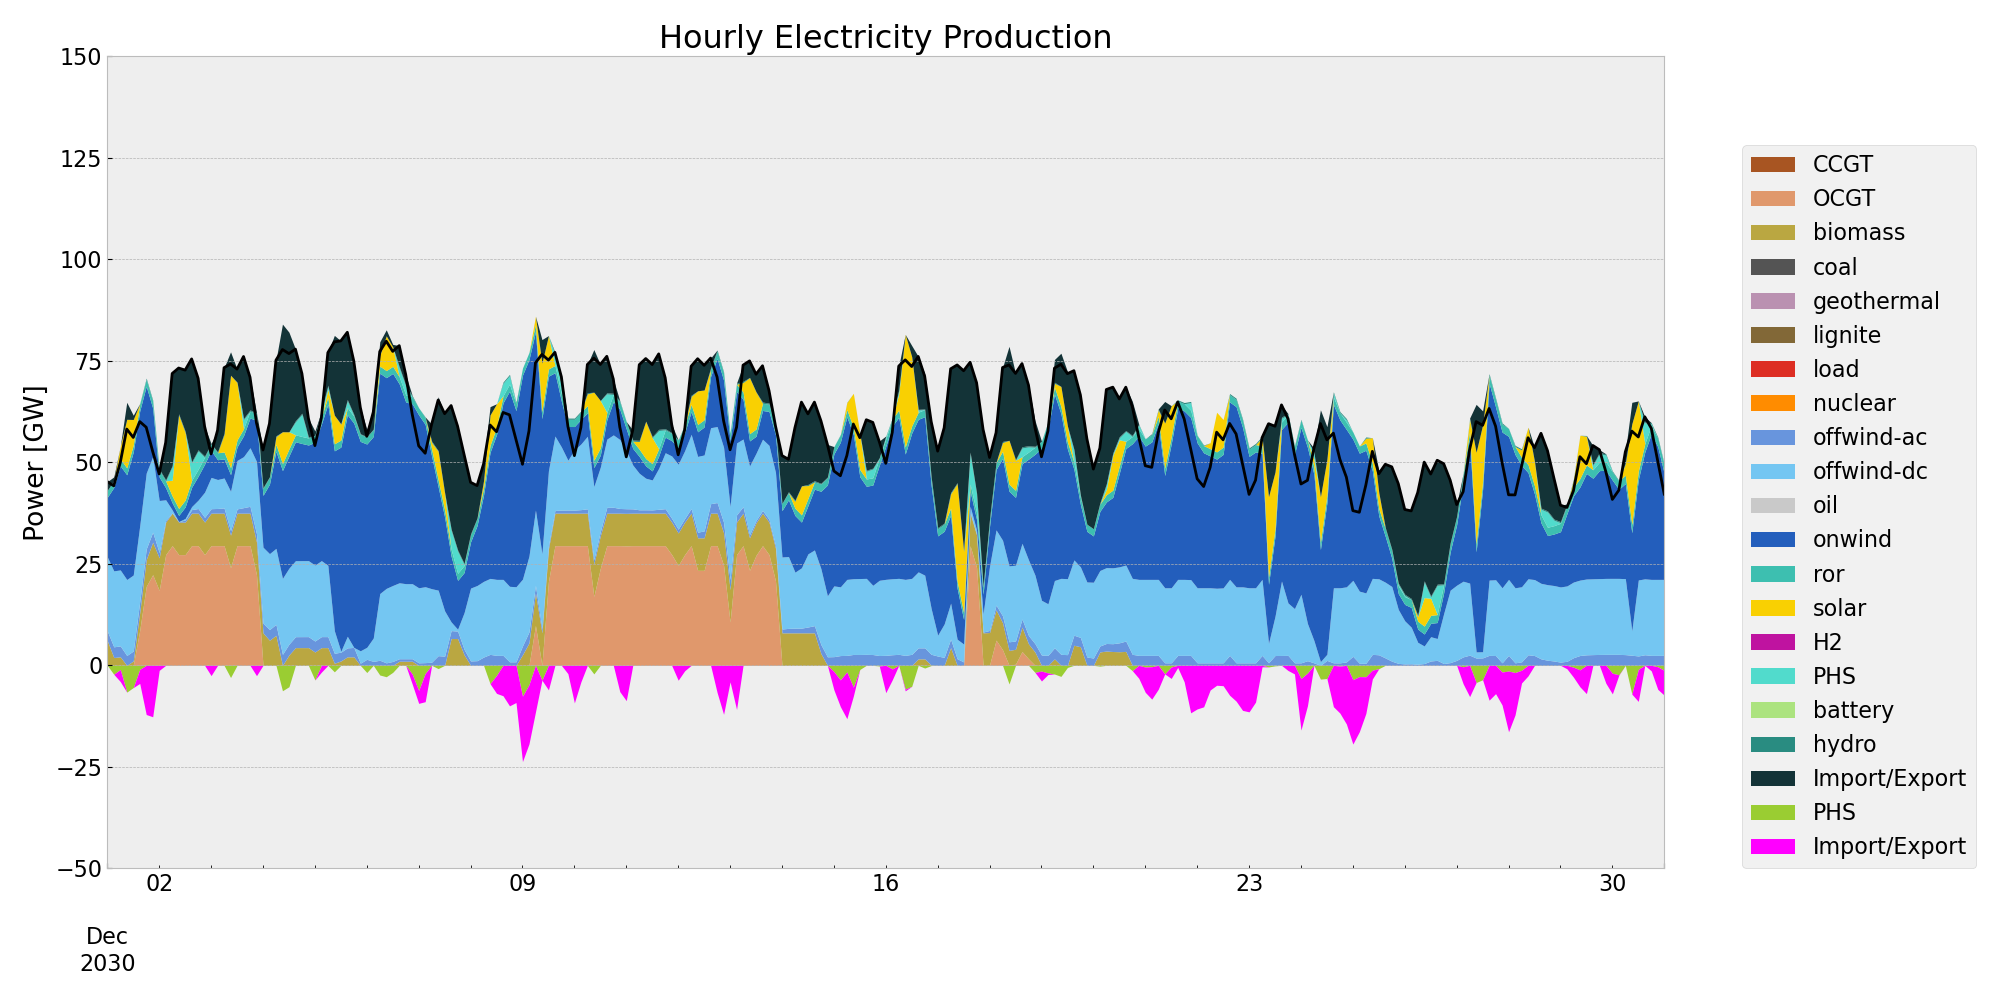 Hourly Electricity Production
Power [GW]
150
125
100
75
50
25
0
−25
−50
02
09
16
23
30
Dec
2030
CCGT
OCGT
biomass
coal
geothermal
lignite
load
nuclear
offwind-ac
offwind-dc
oil
onwind
ror
solar
H2
PHS
battery
hydro
Import/Export
PHS
Import/Export